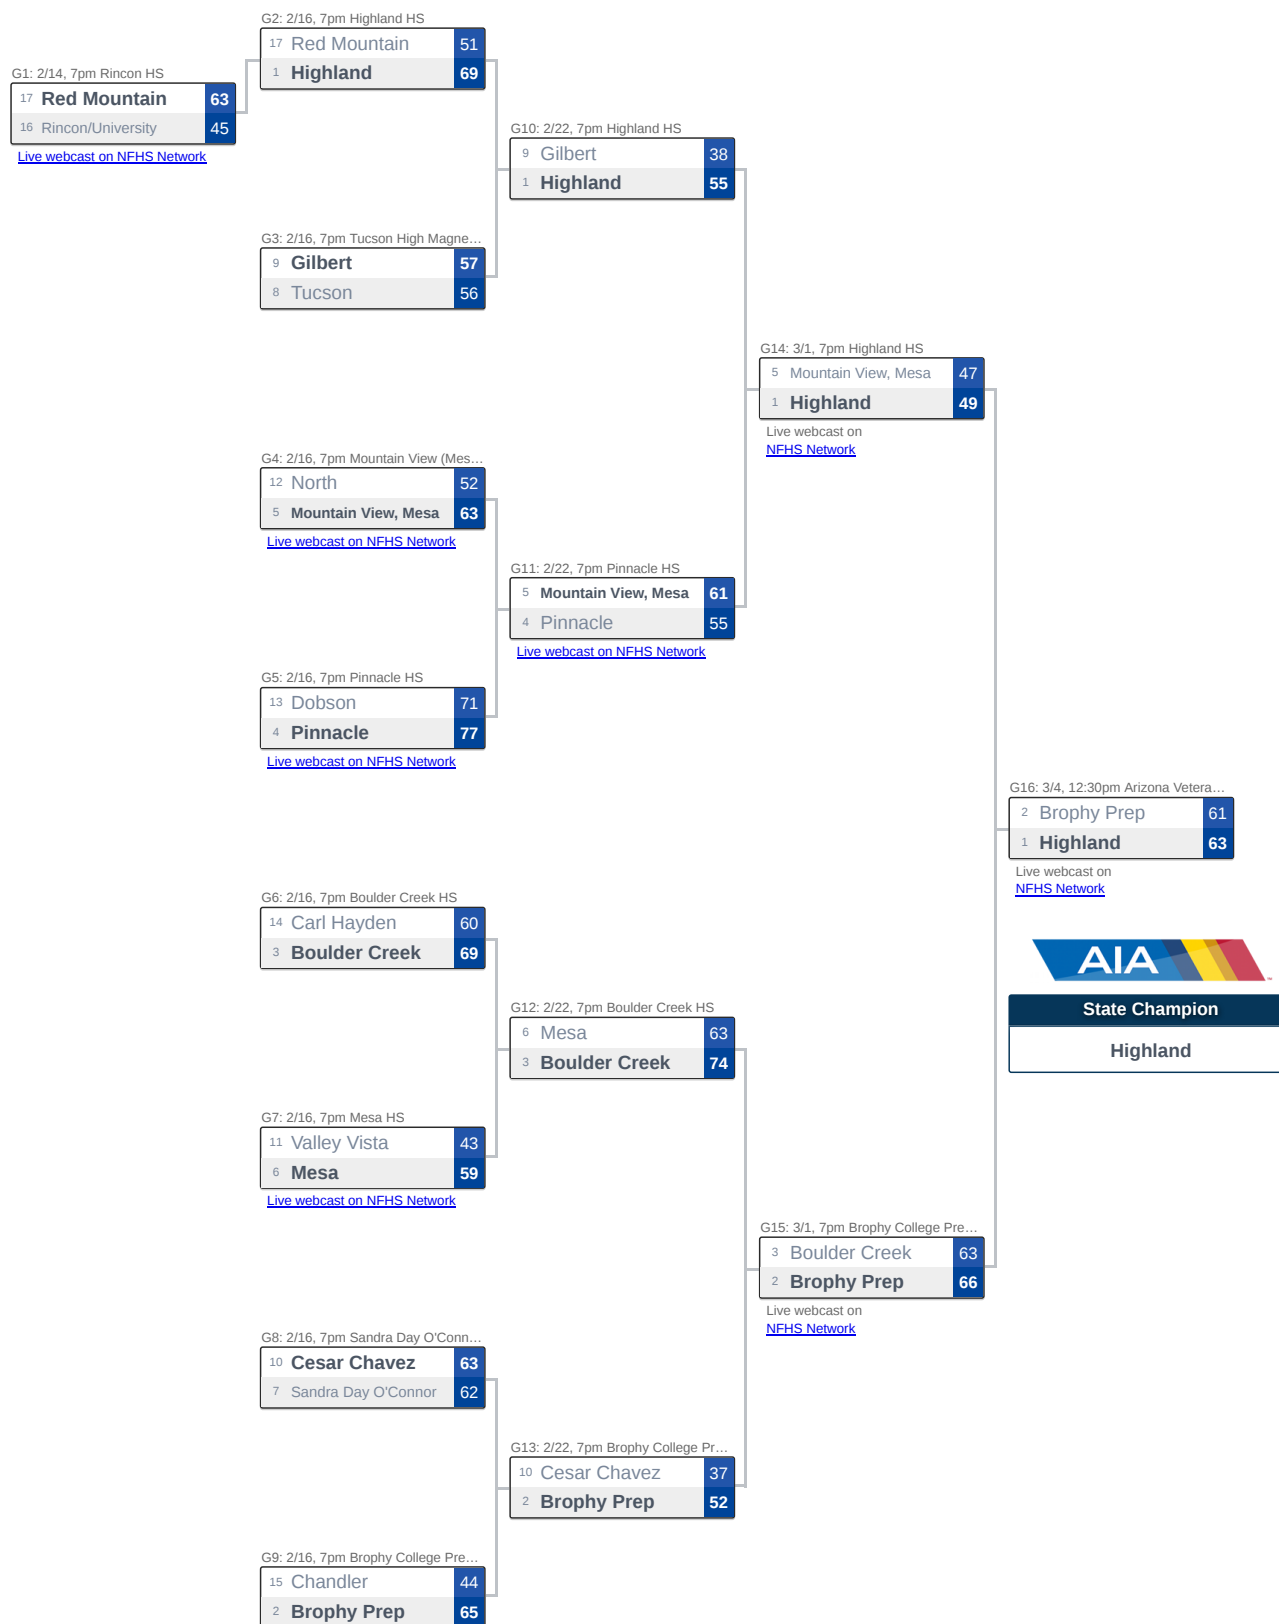 G2: 2/16, 7pm Highland HS
17 Red Mountain 51
1 Highland 69
G1: 2/14, 7pm Rincon HS
17 Red Mountain 63
16 Rincon/University 45
Live webcast on NFHS Network
G10: 2/22, 7pm Highland HS
9 Gilbert 38
1 Highland 55
G3: 2/16, 7pm Tucson High Magne…
9 Gilbert 57
8 Tucson 56
G14: 3/1, 7pm Highland HS
5 Mountain View, Mesa 47
1 Highland 49
Live webcast on
NFHS Network
G4: 2/16, 7pm Mountain View (Mes…
12 North 52
5 Mountain View, Mesa 63
Live webcast on NFHS Network
G11: 2/22, 7pm Pinnacle HS
5 Mountain View, Mesa 61
4 Pinnacle 55
Live webcast on NFHS Network
G5: 2/16, 7pm Pinnacle HS
13 Dobson 71
4 Pinnacle 77
Live webcast on NFHS Network
G16: 3/4, 12:30pm Arizona Vetera…
2 Brophy Prep 61
1 Highland 63
Live webcast on
NFHS Network
G6: 2/16, 7pm Boulder Creek HS
14 Carl Hayden 60
3 Boulder Creek 69
AIA
State Champion
Highland
G12: 2/22, 7pm Boulder Creek HS
6 Mesa 63
3 Boulder Creek 74
G7: 2/16, 7pm Mesa HS
11 Valley Vista 43
6 Mesa 59
Live webcast on NFHS Network
G15: 3/1, 7pm Brophy College Pre…
3 Boulder Creek 63
2 Brophy Prep 66
Live webcast on
NFHS Network
G8: 2/16, 7pm Sandra Day O'Conn…
10 Cesar Chavez 63
7 Sandra Day O'Connor 62
G13: 2/22, 7pm Brophy College Pr…
10 Cesar Chavez 37
2 Brophy Prep 52
G9: 2/16, 7pm Brophy College Pre…
15 Chandler 44
2 Brophy Prep 65